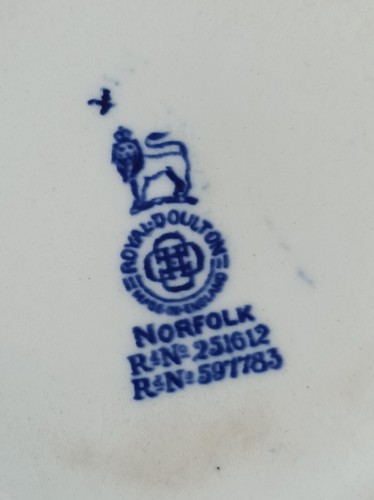 ROYAL·DOULTON
MADE·IN·ENGLAND
NORFOLK
Rᵈ Nº 251612
Rᵈ Nº 597783